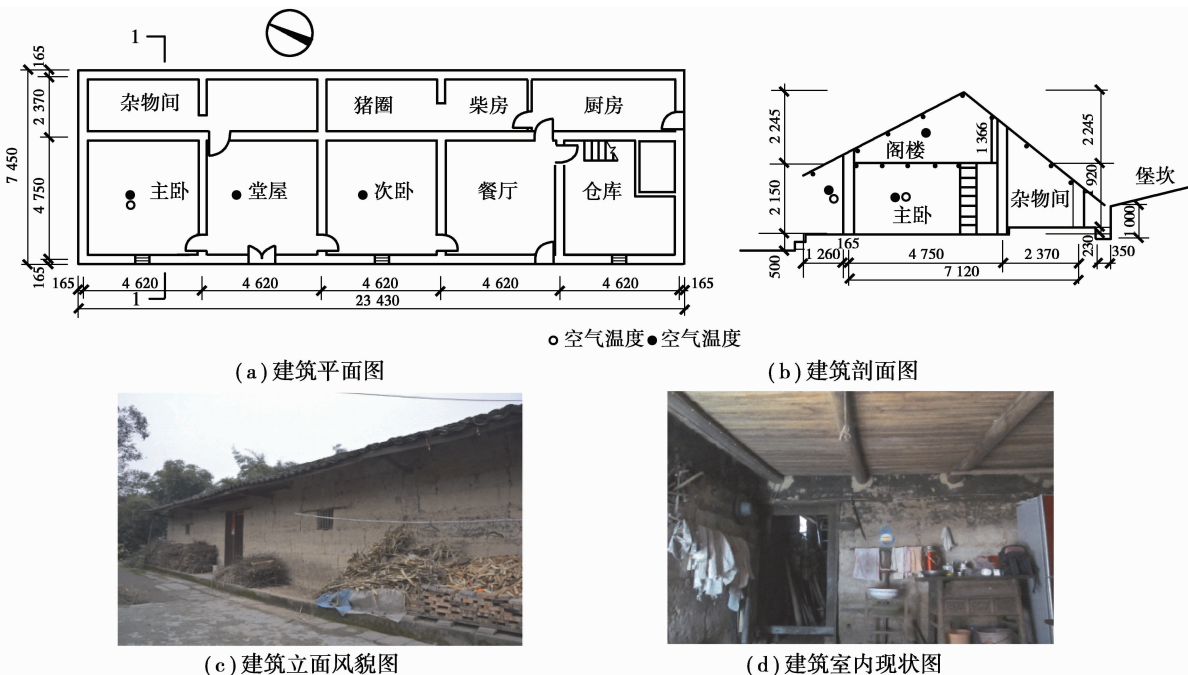 1
165
2 370
4 750
165
7 450
杂物间
猪圈
柴房
厨房
主卧
堂屋
次卧
餐厅
仓库
165
4 620
4 620
4 620
4 620
4 620
165
1
23 430
2 245
2 150
500
阁楼
1 366
主卧
杂物间
2 245
920
堡坎
1 000
230
350
1 260
165
4 750
2 370
7 120
空气温度
空气温度
(a)建筑平面图
(b)建筑剖面图
(c)建筑立面风貌图
(d)建筑室内现状图